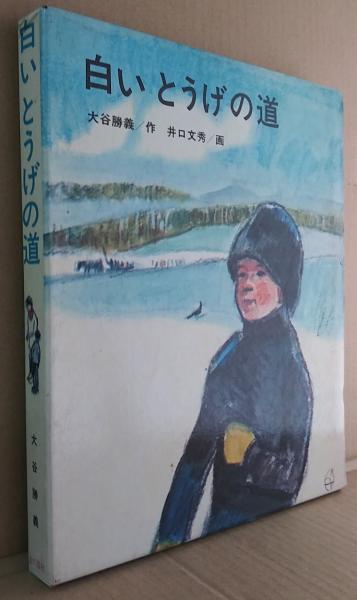 白いとうげの道
大谷勝義／作 井口文秀／画
白いとうげの道
大谷勝義